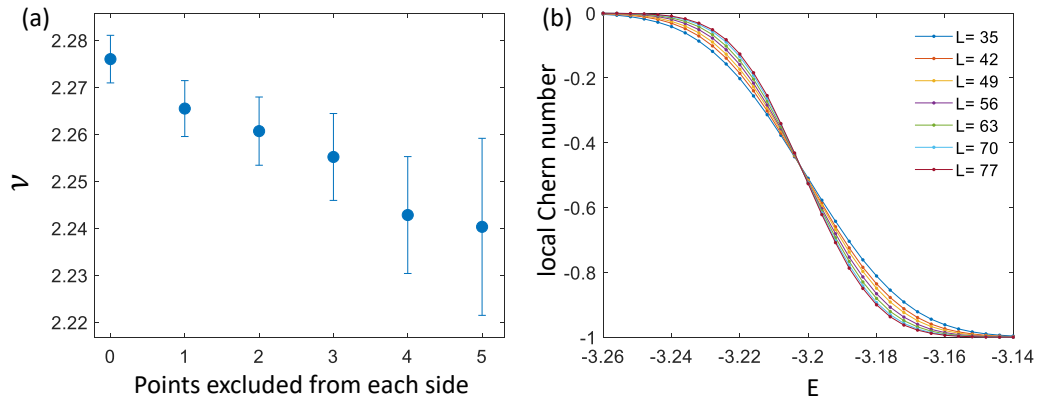 (a)
2.28
2.27
2.26
2.25
2.24
2.23
2.22
ν
0 1 2 3 4 5
Points excluded from each side
(b)
0
-0.2
-0.4
-0.6
-0.8
-1
local Chern number
-3.26 -3.24 -3.22 -3.2 -3.18 -3.16 -3.14
E
L= 35
L= 42
L= 49
L= 56
L= 63
L= 70
L= 77